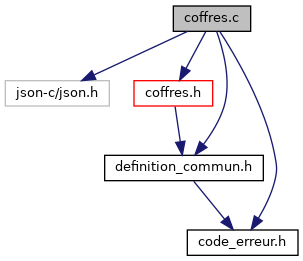 coffres.c
json-c/json.h
coffres.h
definition_commun.h
code_erreur.h